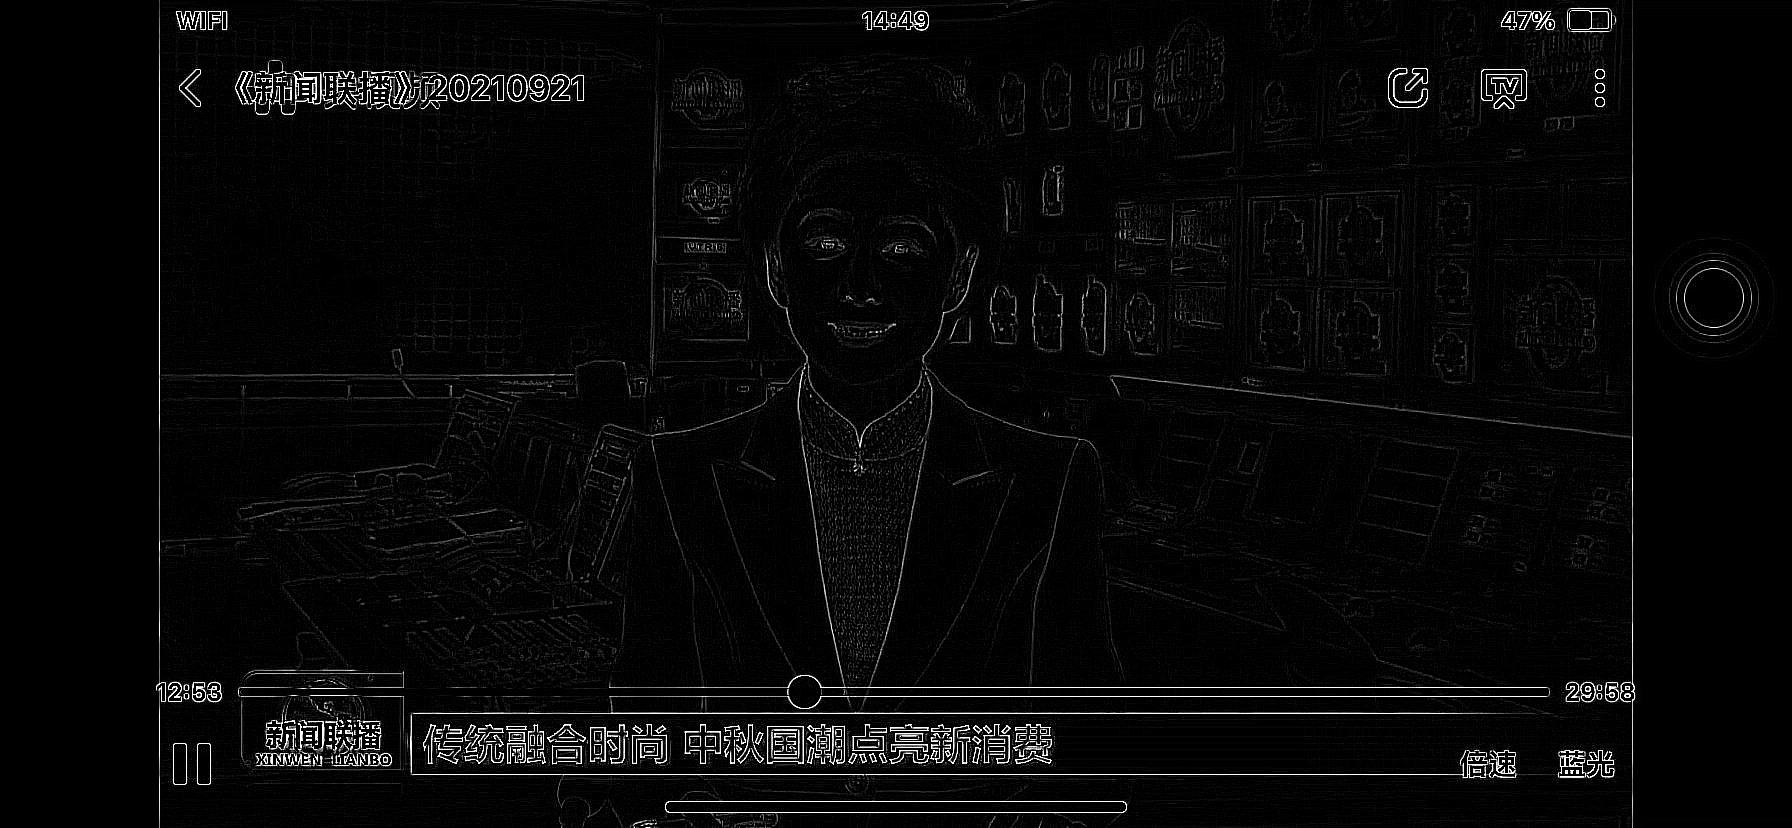 WIFI 14:49 47%
《新闻联播》 20210921
TV
12:53 29:58
新闻联播
XINWEN LIANBO
传统融合时尚 中秋国潮点亮新消费
倍速 蓝光